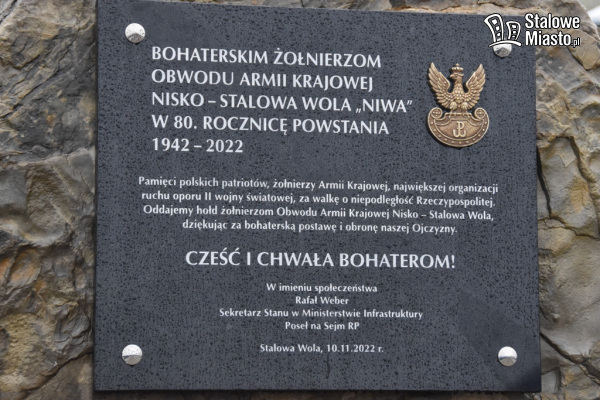 Stalowe
Miasto.pl
BOHATERSKIM ŻOŁNIERZOM
OBWODU ARMII KRAJOWEJ
NISKO – STALOWA WOLA „NIWA”
W 80. ROCZNICĘ POWSTANIA
1942 – 2022
Pamięci polskich patriotów, żołnierzy Armii Krajowej, największej organizacji
ruchu oporu II wojny światowej, za walkę o niepodległość Rzeczypospolitej.
Oddajemy hołd żołnierzom Obwodu Armii Krajowej Nisko – Stalowa Wola,
dziękując za bohaterską postawę i obronę naszej Ojczyzny.
CZEŚĆ I CHWAŁA BOHATEROM!
W imieniu społeczeństwa
Rafał Weber
Sekretarz Stanu w Ministerstwie Infrastruktury
Poseł na Sejm RP
Stalowa Wola, 10.11.2022 r.